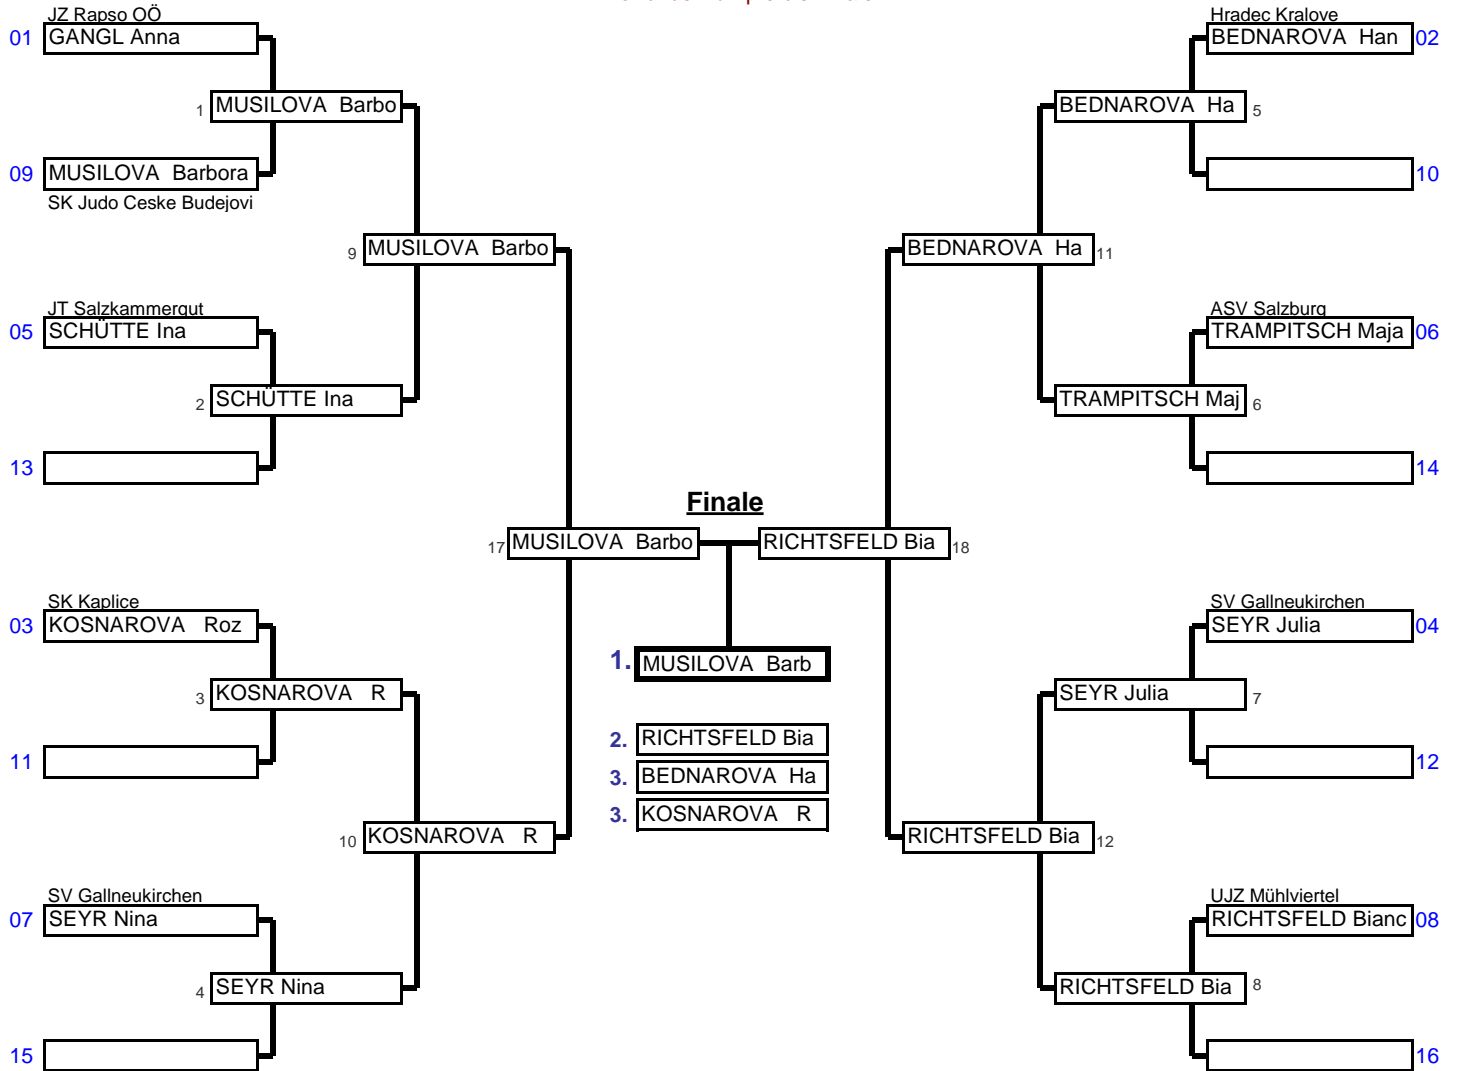 JZ Rapso OÖ
01 GANGL Anna
1 MUSILOVA Barbo
09 MUSILOVA Barbora
SK Judo Ceske Budejovi
9 MUSILOVA Barbo
JT Salzkammergut
05 SCHÜTTE Ina
2 SCHÜTTE Ina
13
17 MUSILOVA Barbo
SK Kaplice
03 KOSNAROVA Roz
3 KOSNAROVA R
11
10 KOSNAROVA R
SV Gallneukirchen
07 SEYR Nina
4 SEYR Nina
15
Finale
1. MUSILOVA Barb
2. RICHTSFELD Bia
3. BEDNAROVA Ha
3. KOSNAROVA R
Hradec Kralove
BEDNAROVA Han 02
BEDNAROVA Ha 5
10
BEDNAROVA Ha 11
ASV Salzburg
TRAMPITSCH Maja 06
TRAMPITSCH Maj 6
14
RICHTSFELD Bia 18
SV Gallneukirchen
SEYR Julia 04
SEYR Julia 7
12
RICHTSFELD Bia 12
UJZ Mühlviertel
RICHTSFELD Bianc 08
RICHTSFELD Bia 8
16